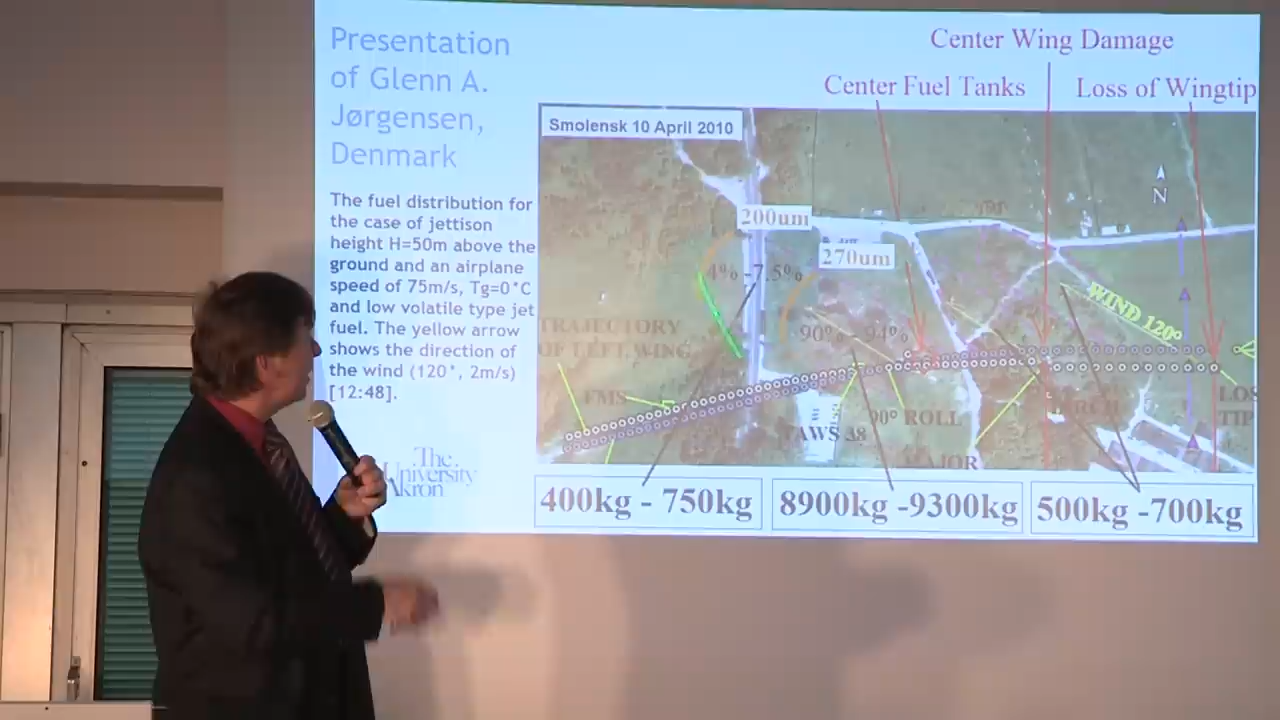 Presentation
of Glenn A.
Jørgensen,
Denmark
The fuel distribution for
the case of jettison
height H=50m above the
ground and an airplane
speed of 75m/s, Tg=0°C
and low volatile type jet
fuel. The yellow arrow
shows the direction of
the wind (120°, 2m/s)
[12:48].
The
University
Akron
Center Wing Damage
Center Fuel Tanks
Loss of Wingtip
Smolensk 10 April 2010
N
200um
270um
4% -7.5%
90% - 94%
WIND 120°
TRAJECTORY
OF LEFT WING
FMS
90° ROLL
TAWS 38
MAJOR
LOS
TIP
400kg - 750kg
8900kg -9300kg
500kg -700kg